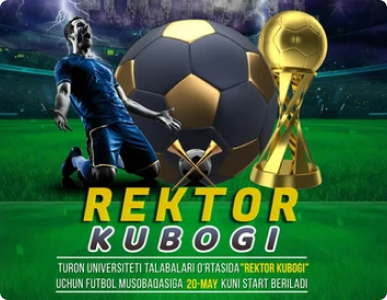 REKTOR
KUBOGI
TURON UNIVERSITETI TALABALARI O'RTASIDA "REKTOR KUBOGI"
UCHUN FUTBOL MUSOBAQASIGA 20-MAY KUNI START BERILADI